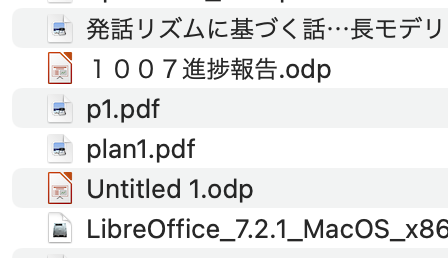 発話リズムに基づく話…長モデリ
１００７進捗報告.odp
p1.pdf
plan1.pdf
Untitled 1.odp
LibreOffice_7.2.1_MacOS_x86